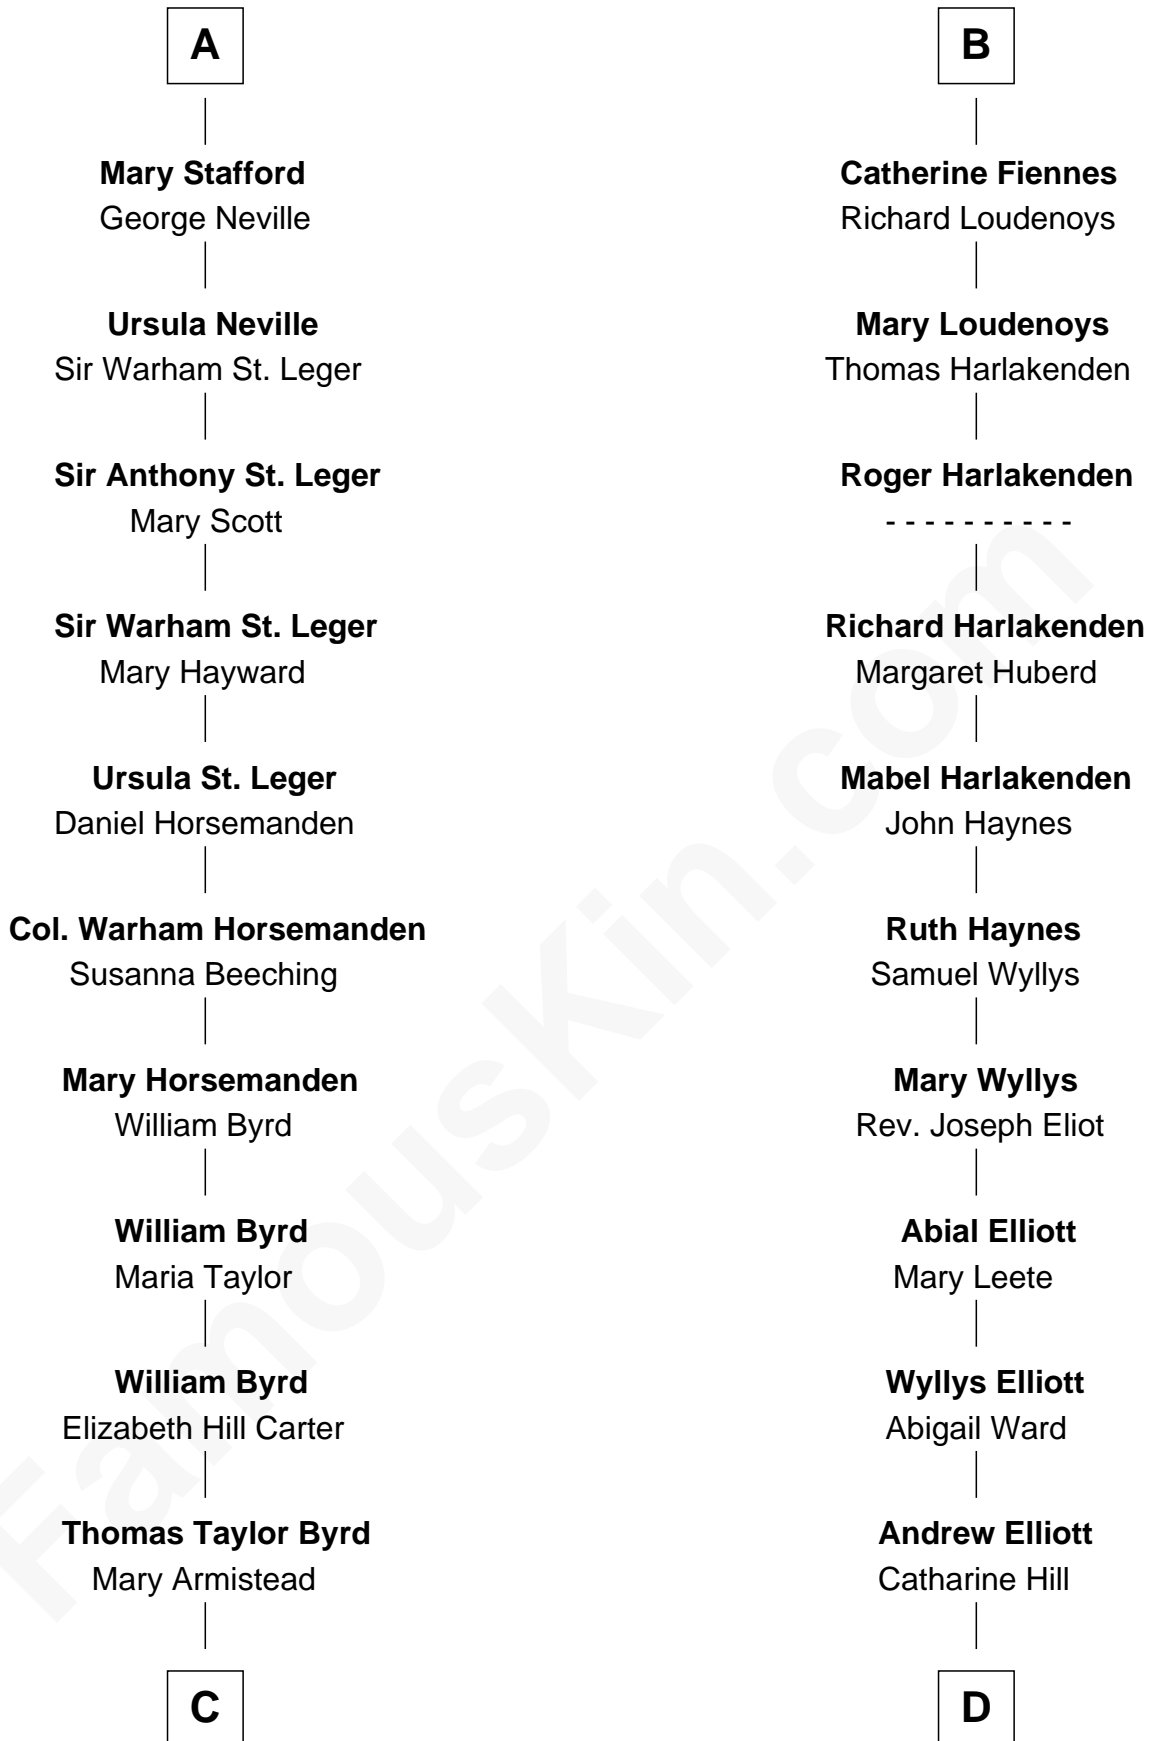 A
Mary Stafford
George Neville
Ursula Neville
Sir Warham St. Leger
Sir Anthony St. Leger
Mary Scott
Sir Warham St. Leger
Mary Hayward
Ursula St. Leger
Daniel Horsemanden
Col. Warham Horsemanden
Susanna Beeching
Mary Horsemanden
William Byrd
William Byrd
Maria Taylor
William Byrd
Elizabeth Hill Carter
Thomas Taylor Byrd
Mary Armistead
C
B
Catherine Fiennes
Richard Loudenoys
Mary Loudenoys
Thomas Harlakenden
Roger Harlakenden
- - - - - - - - - -
Richard Harlakenden
Margaret Huberd
Mabel Harlakenden
John Haynes
Ruth Haynes
Samuel Wyllys
Mary Wyllys
Rev. Joseph Eliot
Abial Elliott
Mary Leete
Wyllys Elliott
Abigail Ward
Andrew Elliott
Catharine Hill
D
FamousKin.com